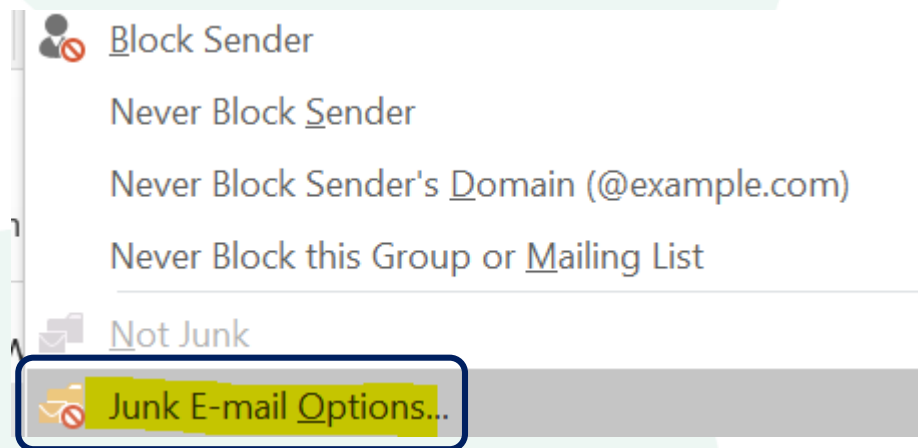 Block Sender
Never Block Sender
Never Block Sender's Domain (@example.com)
Never Block this Group or Mailing List
Not Junk
Junk E-mail Options...